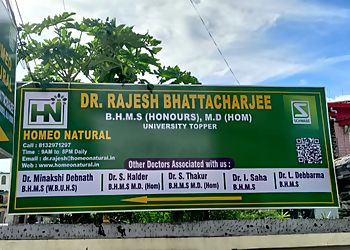 DR. RAJESH BHATTACHARJEE
B.H.M.S (HONOURS), M.D (HOM)
UNIVERSITY TOPPER
HN
HOMEO NATURAL
Call : 8132971297
Time : 9AM to 8PM Daily
Email : dr.rajesh@homeonatural.in
Web : www.homeonatural.in
SCHWABE
Other Doctors Associated with us :
Dr. Minakshi Debnath
B.H.M.S (W.B.U.H.S)
Dr. S. Halder
B.H.M.S M.D. (Hom)
Dr. S. Thakur
B.H.M.S M.D. (Hom)
Dr. I. Saha
B.H.M.S
Dr. L. Debbarma
B.H.M.S